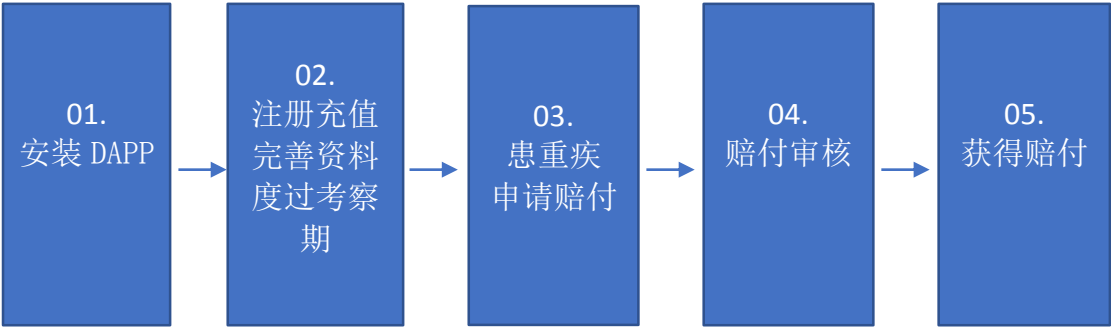 01.
安装 DAPP
02.
注册充值
完善资料
度过考察
期
03.
患重疾
申请赔付
04.
赔付审核
05.
获得赔付